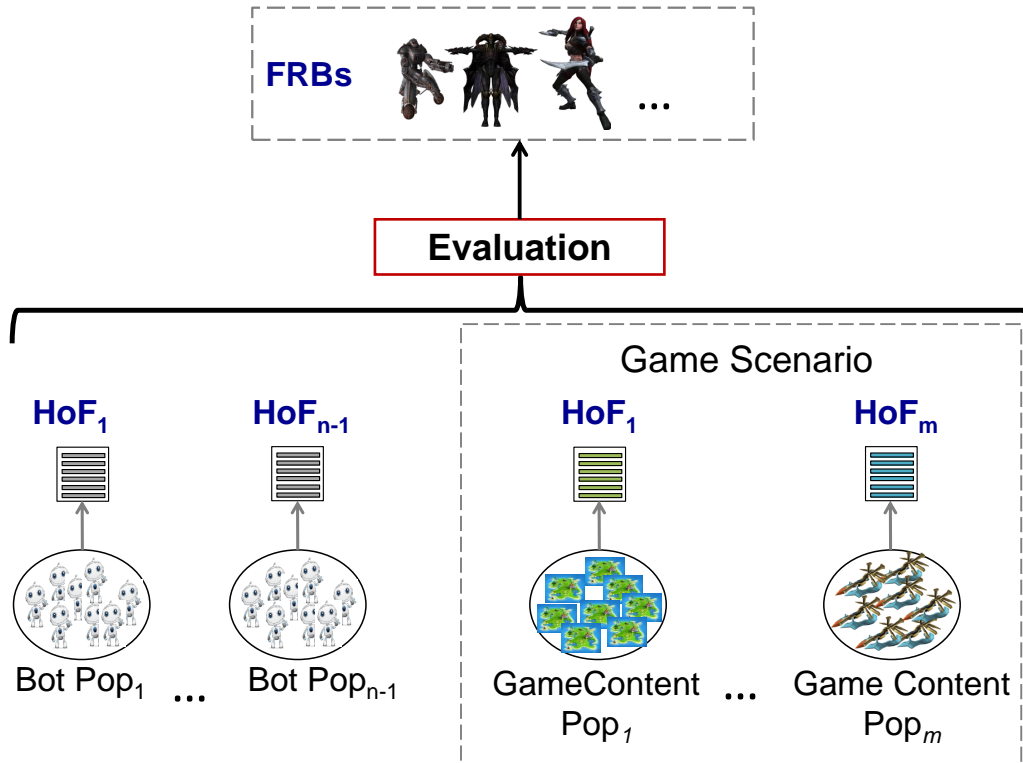 FRBs
...
Evaluation
Game Scenario
HoF1
HoFn-1
HoF1
HoFm
Bot Pop1
...
Bot Popn-1
GameContent
Pop1
...
Game Content
Popm